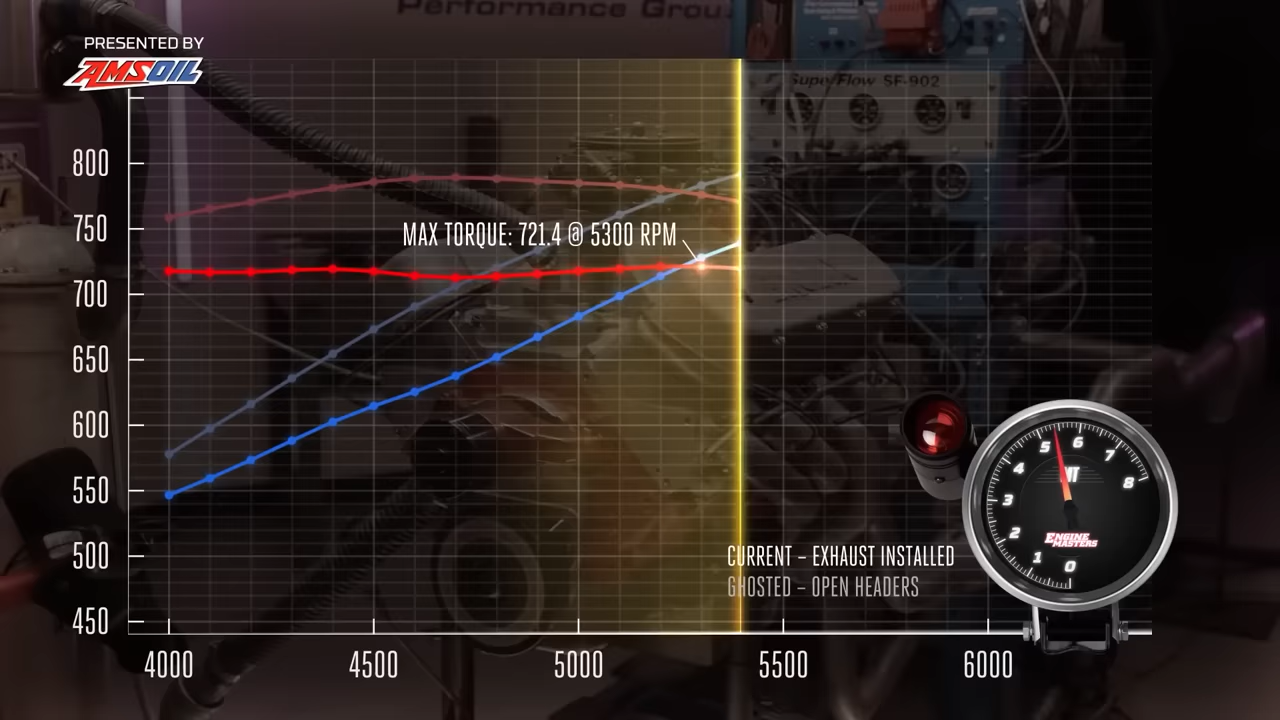 Performance Group
PRESENTED BY
AMSOIL
SuperFlow SF-902
800
750
MAX TORQUE: 721.4 @ 5300 RPM
700
650
600
550
500
450
CURRENT – EXHAUST INSTALLED
GHOSTED – OPEN HEADERS
4000
4500
5000
5500
6000
0
1
2
3
4
5
6
7
8
MT
ENGINE
MASTERS